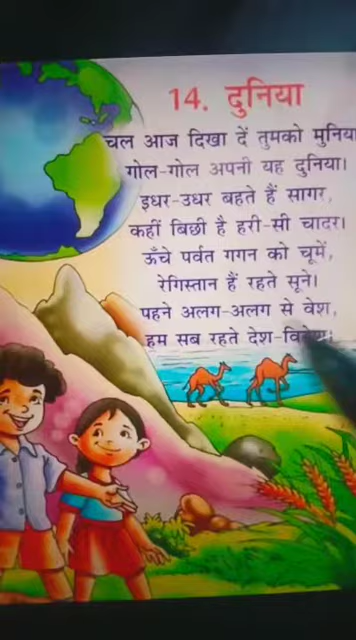 14. दुनिया
चल आज दिखा दें तुमको मुनिया
गोल-गोल अपनी यह दुनिया।
इधर-उधर बहते हैं सागर,
कहीं बिछी है हरी-सी चादर।
ऊँचे पर्वत गगन को चूमें,
रेगिस्तान हैं रहते सूने।
पहने अलग-अलग से वेश,
हम सब रहते